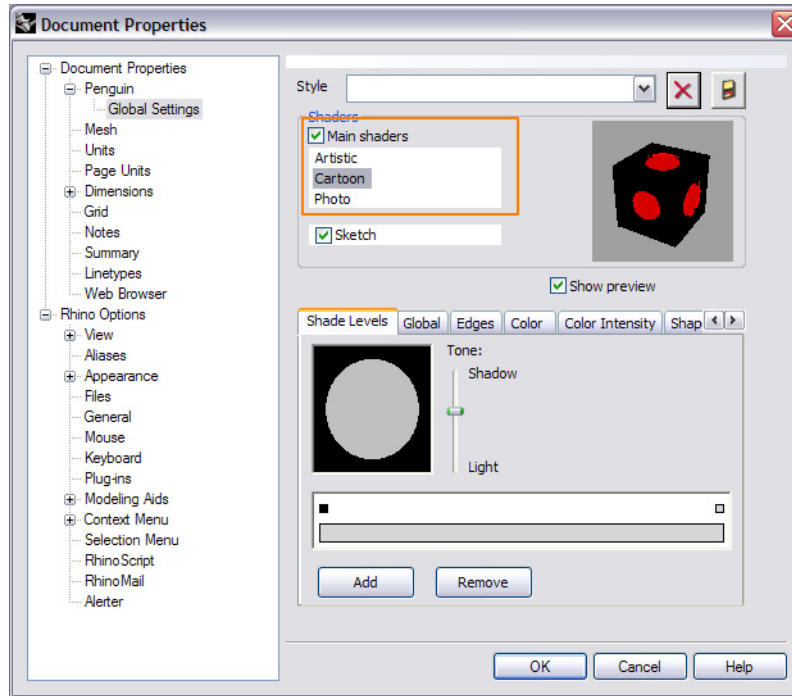 Document Properties
Document Properties
Penguin
Global Settings
Mesh
Units
Page Units
Dimensions
Grid
Notes
Summary
Linetypes
Web Browser
Rhino Options
View
Aliases
Appearance
Files
General
Mouse
Keyboard
Plug-ins
Modeling Aids
Context Menu
Selection Menu
RhinoScript
RhinoMail
Alerter
Style
Shaders
Main shaders
Artistic
Cartoon
Photo
Sketch
Show preview
Shade Levels Global Edges Color Color Intensity Shap
Tone:
Shadow
Light
Add Remove
OK Cancel Help